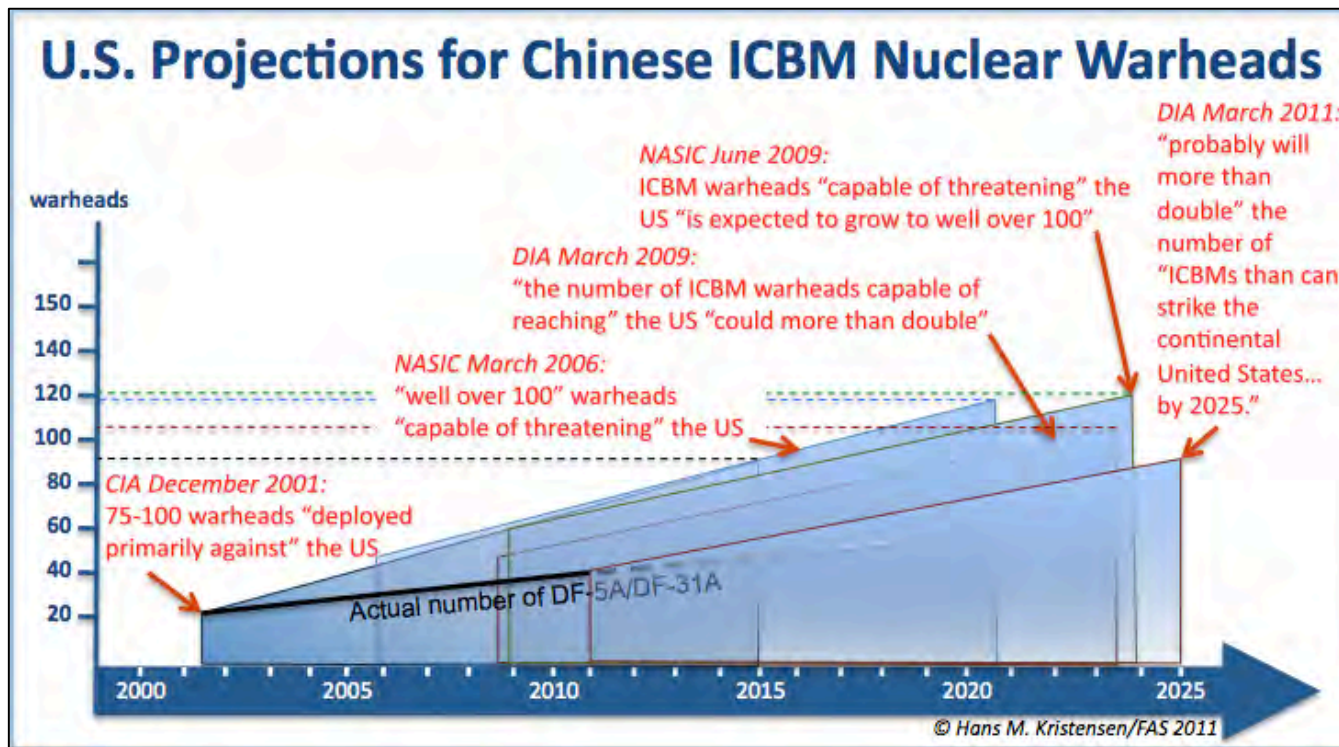 U.S. Projections for Chinese ICBM Nuclear Warheads
DIA March 2011:
"probably will
more than
double" the
number of
"ICBMs than can
strike the
continental
United States...
by 2025."
NASIC June 2009:
ICBM warheads "capable of threatening" the
US "is expected to grow to well over 100"
warheads
DIA March 2009:
"the number of ICBM warheads capable of
reaching" the US "could more than double"
NASIC March 2006:
"well over 100" warheads
"capable of threatening" the US
CIA December 2001:
75-100 warheads "deployed
primarily against" the US
150
140
120
100
80
60
40
20
Actual number of DF-5A/DF-31A
2000 2005 2010 2015 2020 2025
© Hans M. Kristensen/FAS 2011